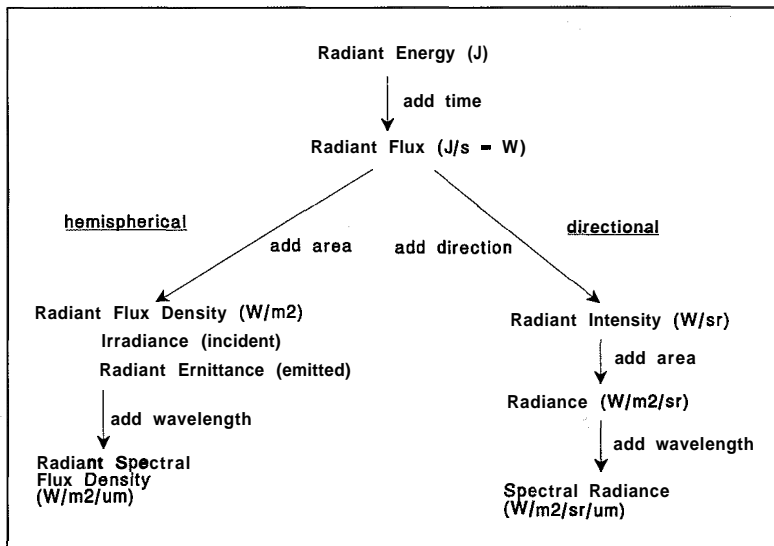 Radiant Energy (J)
add time
Radiant Flux (J/s = W)
hemispherical
directional
add area
add direction
Radiant Flux Density (W/m2)
Irradiance (incident)
Radiant Ernittance (emitted)
add wavelength
Radiant Spectral
Flux Density
(W/m2/um)
Radiant Intensity (W/sr)
add area
Radiance (W/m2/sr)
add wavelength
Spectral Radiance
(W/m2/sr/um)